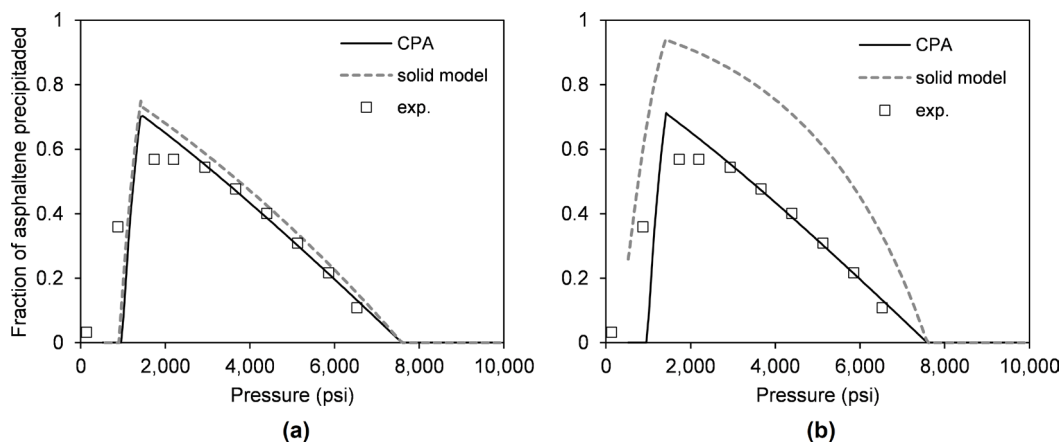 Fraction of asphaltene precipitaded
1
0.8
0.6
0.4
0.2
0
CPA
solid model
exp.
0
2,000
4,000
6,000
8,000
10,000
Pressure (psi)
(a)
1
0.8
0.6
0.4
0.2
0
CPA
solid model
exp.
0
2,000
4,000
6,000
8,000
10,000
Pressure (psi)
(b)